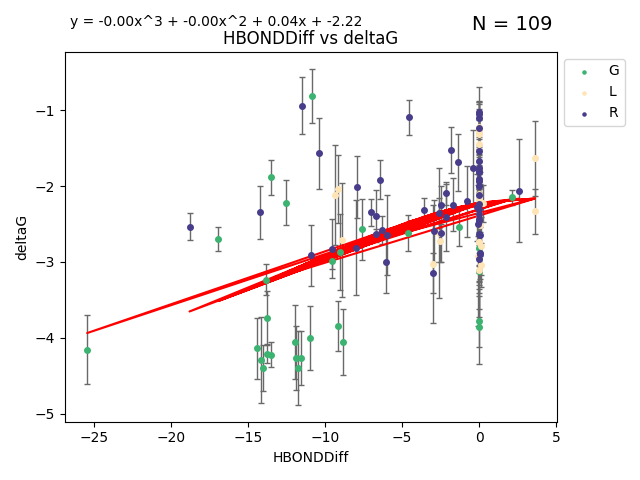 y = -0.00x^3 + -0.00x^2 + 0.04x + -2.22
N = 109
HBONDDiff vs deltaG
G
L
R
deltaG
−1
−2
−3
−4
−5
−25
−20
−15
−10
−5
0
5
HBONDDiff